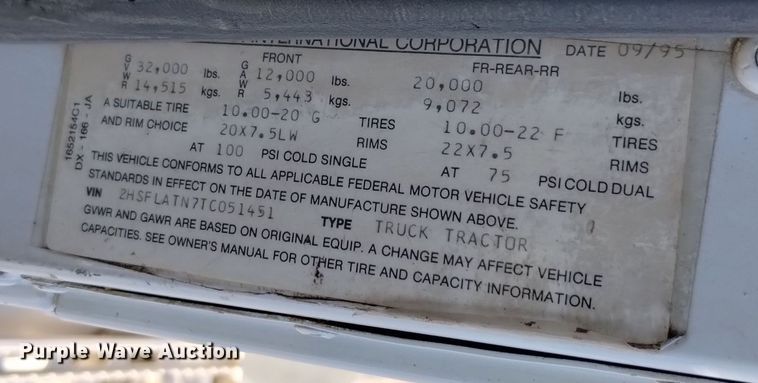 INTERNATIONAL CORPORATION DATE 09/95
FRONT FR-REAR-RR
GVWR 32,000 lbs. GAWR 12,000 lbs. 20,000 lbs.
14,515 kgs. 5,443 kgs. 9,072 kgs.
A SUITABLE TIRE 10.00-20 G TIRES 10.00-22 F TIRES
AND RIM CHOICE 20X7.5LW RIMS 22X7.5 RIMS
AT 100 PSI COLD SINGLE AT 75 PSI COLD DUAL
THIS VEHICLE CONFORMS TO ALL APPLICABLE FEDERAL MOTOR VEHICLE SAFETY
STANDARDS IN EFFECT ON THE DATE OF MANUFACTURE SHOWN ABOVE.
VIN 2HSFLATN7TC051451 TYPE TRUCK TRACTOR
GVWR AND GAWR ARE BASED ON ORIGINAL EQUIP. A CHANGE MAY AFFECT VEHICLE
CAPACITIES. SEE OWNER'S MANUAL FOR OTHER TIRE AND CAPACITY INFORMATION.
1652154C1
DX - 166 - JA
Purple Wave Auction